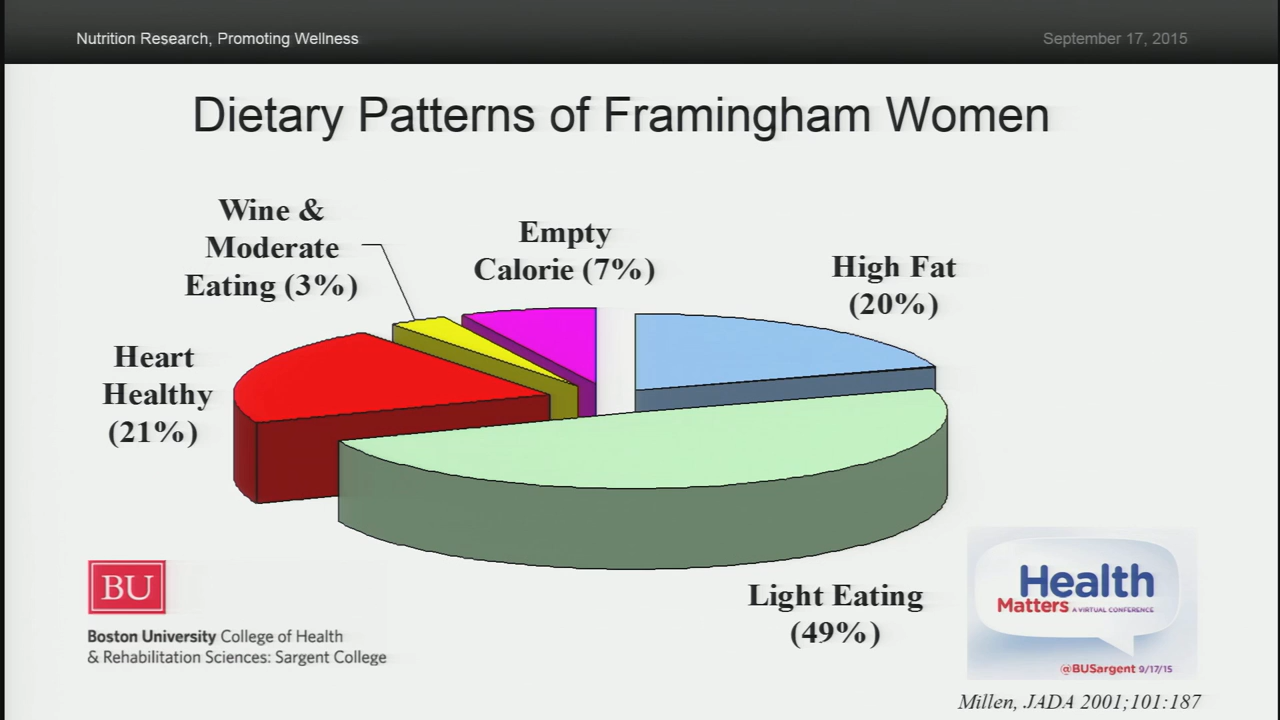 Nutrition Research, Promoting Wellness
September 17, 2015
Dietary Patterns of Framingham Women
Wine &
Moderate
Eating (3%)
Empty
Calorie (7%)
High Fat
(20%)
Heart
Healthy
(21%)
Light Eating
(49%)
BU
Boston University College of Health
& Rehabilitation Sciences: Sargent College
Health
Matters A VIRTUAL CONFERENCE
@BUSargent 9/17/15
Millen, JADA 2001;101:187